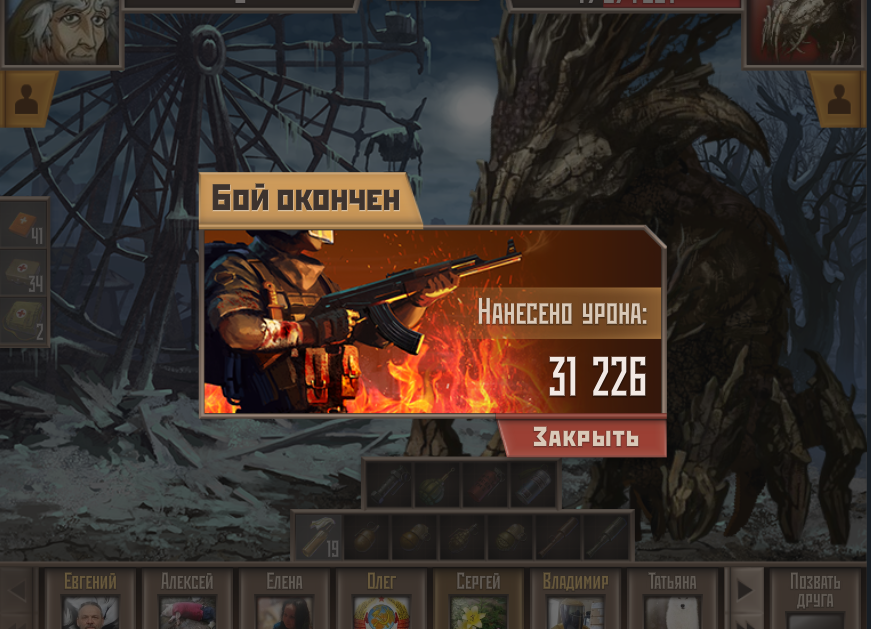 41
34
2
Бой окончен
Нанесено урона:
31 226
Закрыть
19
Евгений
Алексей
Елена
Олег
Сергей
Владимир
Татьяна
Позвать
друга